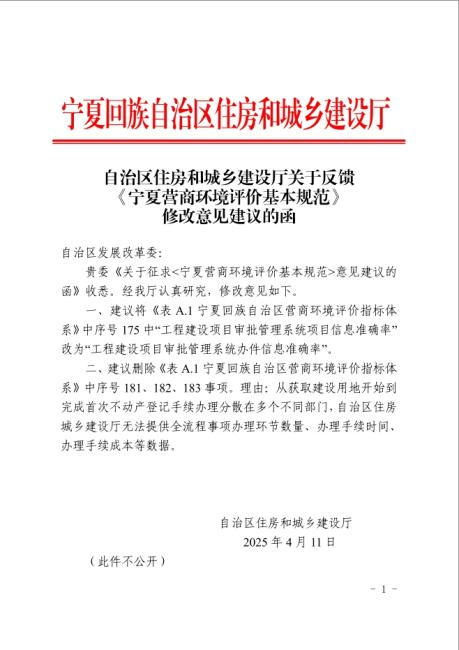 宁夏回族自治区住房和城乡建设厅
自治区住房和城乡建设厅关于反馈
《宁夏营商环境评价基本规范》
修改意见建议的函
自治区发展改革委：
贵委《关于征求<宁夏营商环境评价基本规范>意见建议的
函》收悉。经我厅认真研究，修改意见如下。
一、建议将《表 A.1 宁夏回族自治区营商环境评价指标体
系》中序号 175 中“工程建设项目审批管理系统项目信息准确率”
改为“工程建设项目审批管理系统办件信息准确率”。
二、建议删除《表 A.1 宁夏回族自治区营商环境评价指标体
系》中序号 181、182、183 事项。理由：从获取建设用地开始到
完成首次不动产登记手续办理分散在多个不同部门，自治区住房
城乡建设厅无法提供全流程事项办理环节数量、办理手续时间、
办理手续成本等数据。
自治区住房和城乡建设厅
2025 年 4 月 11 日
（此件不公开）
- 1 -